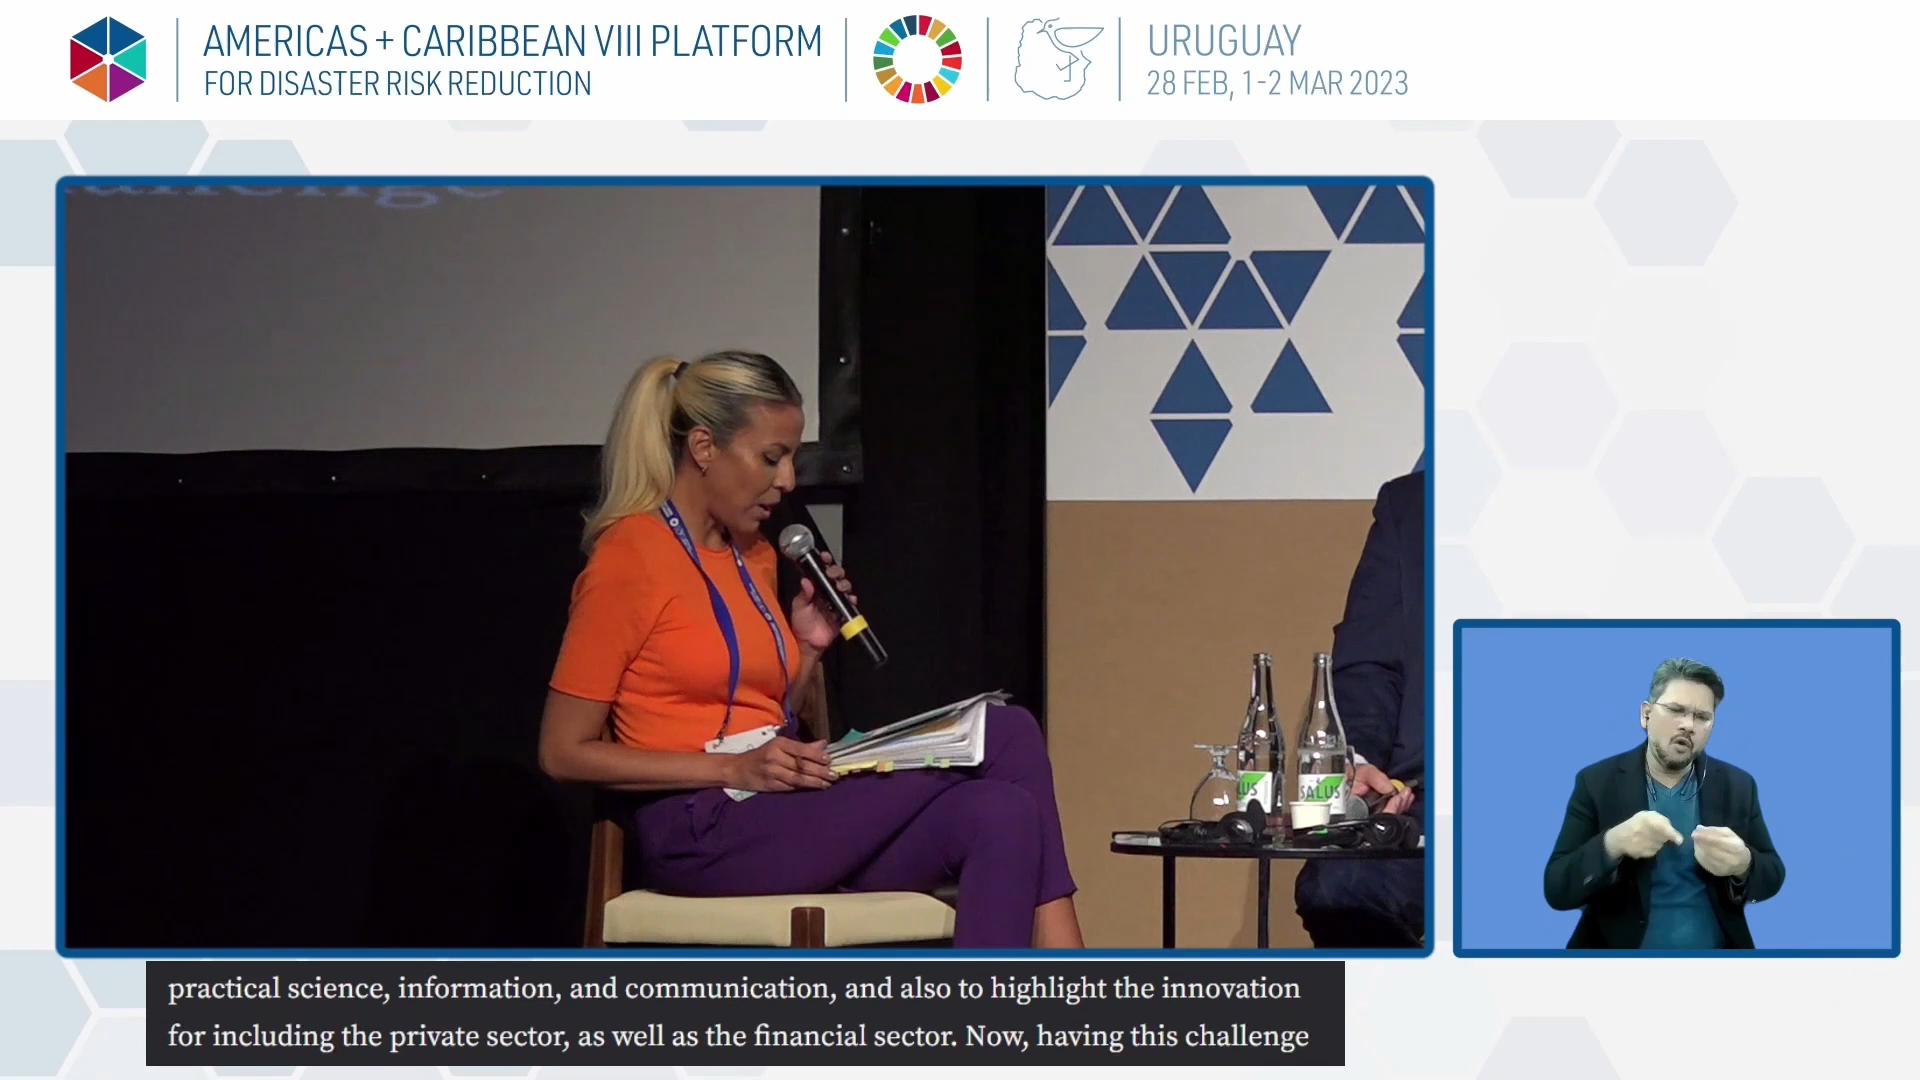 AMERICAS + CARIBBEAN VIII PLATFORM
FOR DISASTER RISK REDUCTION
URUGUAY
28 FEB, 1-2 MAR 2023
SALUS
practical science, information, and communication, and also to highlight the innovation
for including the private sector, as well as the financial sector. Now, having this challenge